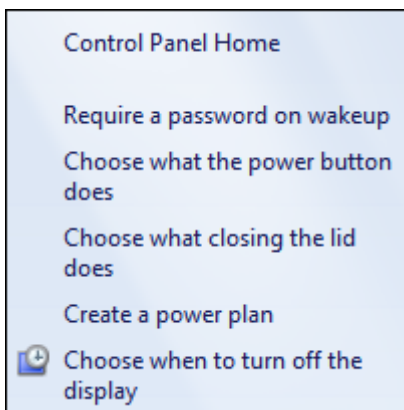 Control Panel Home
Require a password on wakeup
Choose what the power button
does
Choose what closing the lid
does
Create a power plan
Choose when to turn off the
display